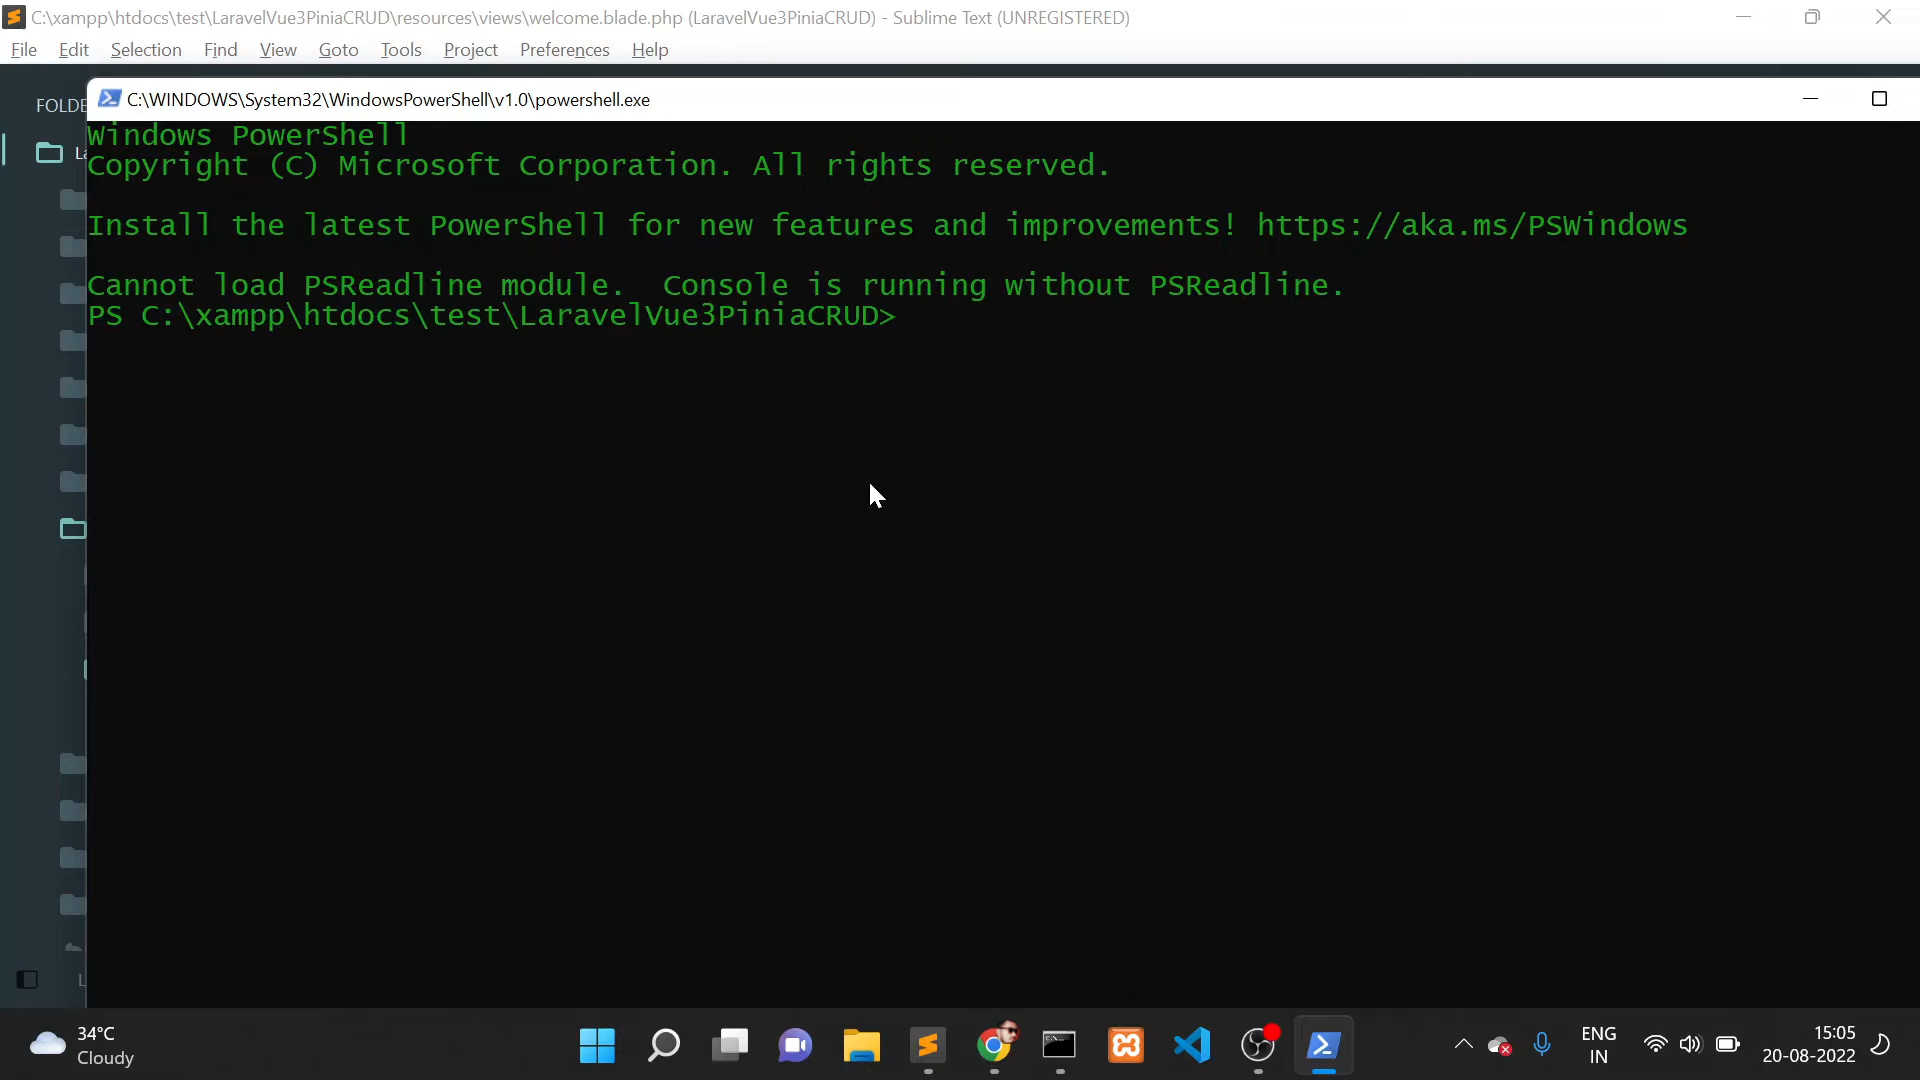 C:\xampp\htdocs\test\LaravelVue3PiniaCRUD\resources\views\welcome.blade.php (LaravelVue3PiniaCRUD) - Sublime Text (UNREGISTERED)
File Edit Selection Find View Goto Tools Project Preferences Help
FOLDE
C:\WINDOWS\System32\WindowsPowerShell\v1.0\powershell.exe
Windows PowerShell
Copyright (C) Microsoft Corporation. All rights reserved.
Install the latest PowerShell for new features and improvements! https://aka.ms/PSWindows
Cannot load PSReadline module.  Console is running without PSReadline.
PS C:\xampp\htdocs\test\LaravelVue3PiniaCRUD>
34°C
Cloudy
ENG
IN
15:05
20-08-2022